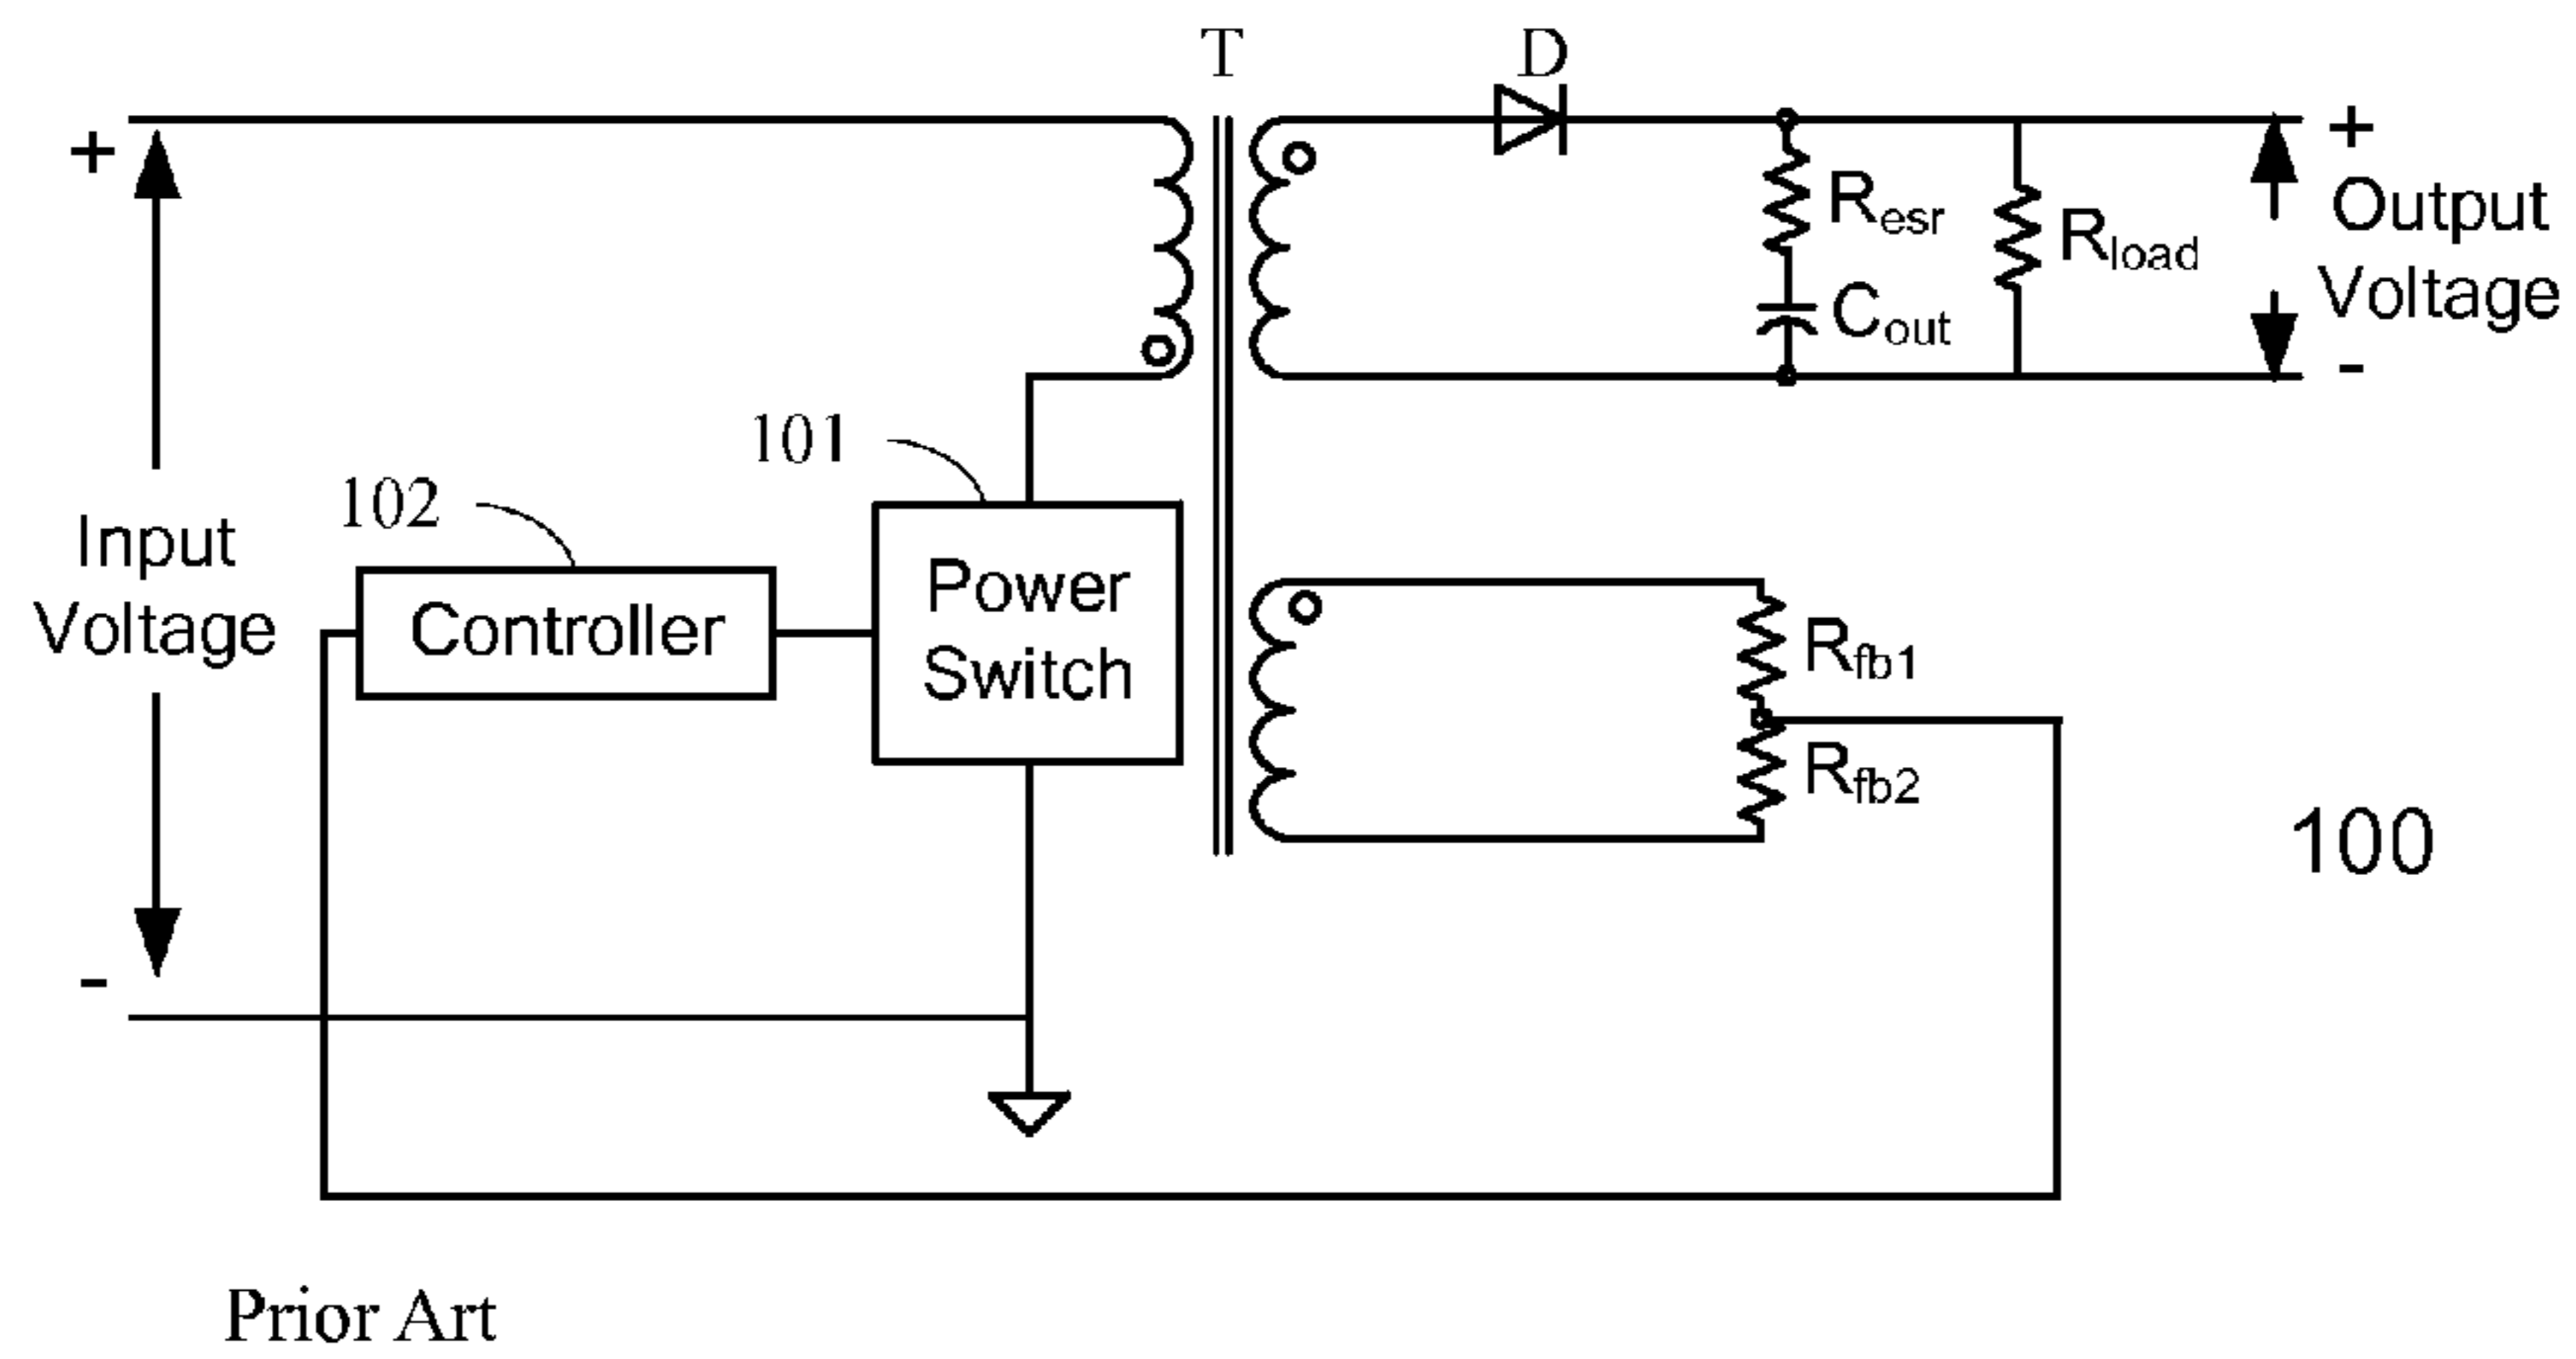 T
D
+
+
Output
Voltage
-
Resr
Cout
Rload
101
102
Input
Voltage
Controller
Power
Switch
Rfb1
Rfb2
100
-
Prior Art